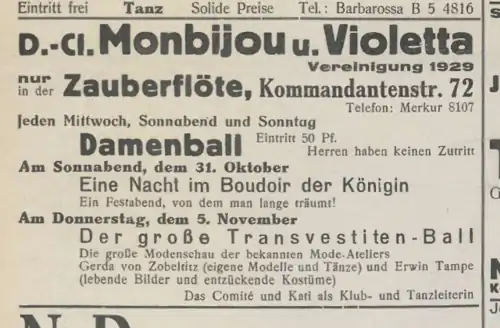 Eintritt frei Tanz Solide Preise Tel.: Barbarossa B 5 4816
D.-Cl. Monbijou u. Violetta
Vereinigung 1929
nur in der Zauberflöte, Kommandantenstr. 72
Telefon: Merkur 8107
Jeden Mittwoch, Sonnabend und Sonntag
Damenball Eintritt 50 Pf.
Herren haben keinen Zutritt
Am Sonnabend, dem 31. Oktober
Eine Nacht im Boudoir der Königin
Ein Festabend, von dem man lange träumt!
Am Donnerstag, dem 5. November
Der große Transvestiten-Ball
Die große Modenschau der bekannten Mode-Ateliers
Gerda von Zobeltitz (eigene Modelle und Tänze) und Erwin Tampe
(lebende Bilder und entzückende Kostüme)
Das Comité und Kati als Klub- und Tanzleiterin